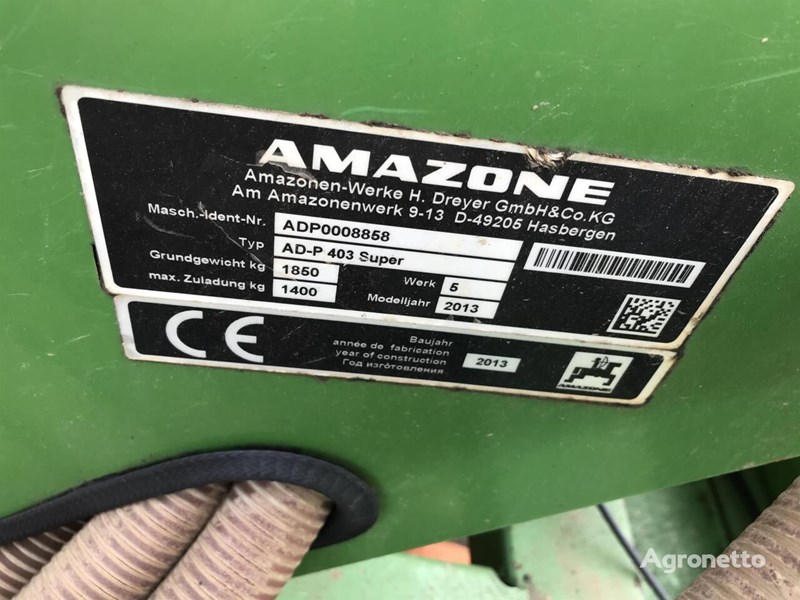 AMAZONE
Amazonen-Werke H. Dreyer GmbH&Co.KG
Am Amazonenwerk 9-13 D-49205 Hasbergen
Masch.-Ident-Nr. ADP0008858
Typ AD-P 403 Super
Grundgewicht kg 1850 Werk 5
max. Zuladung kg 1400 Modelljahr 2013
CE
Baujahr
année de fabrication
year of construction 2013
Год изготовления
AMAZONE
Agronetto